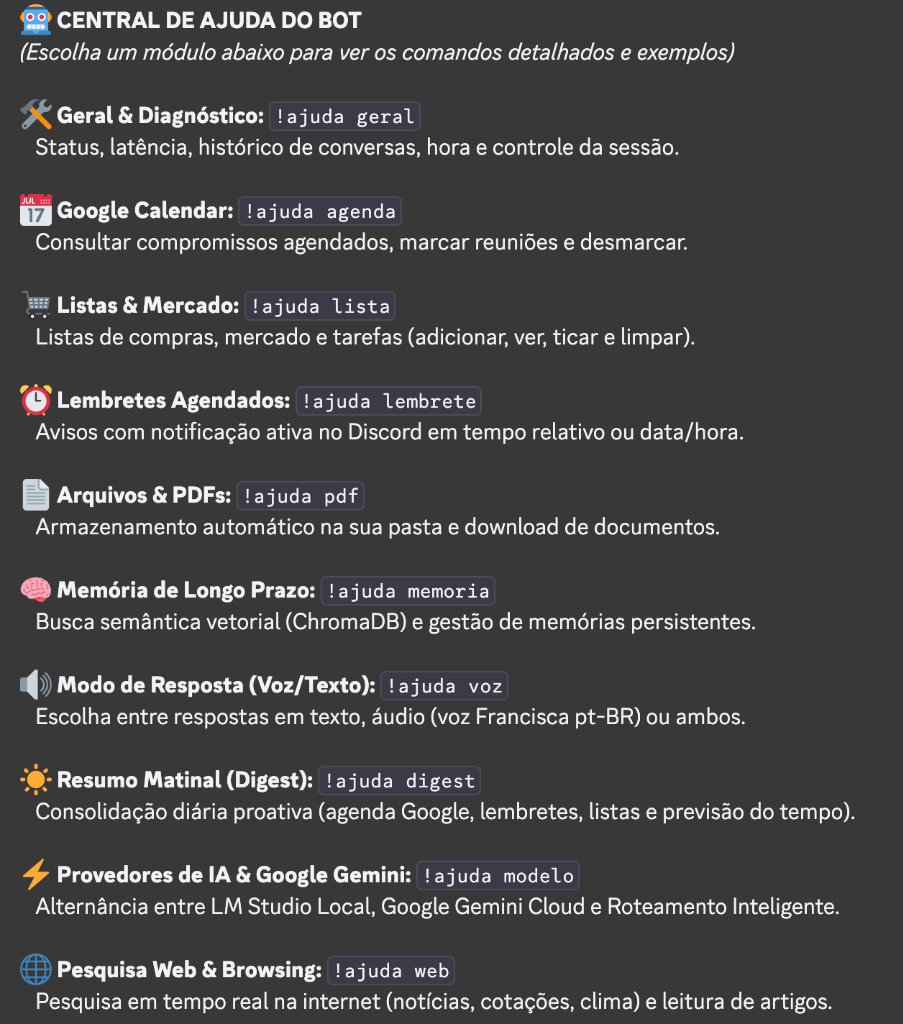 🤖 CENTRAL DE AJUDA DO BOT
(Escolha um módulo abaixo para ver os comandos detalhados e exemplos)
🛠️ Geral & Diagnóstico: !ajuda geral
Status, latência, histórico de conversas, hora e controle da sessão.
📅 Google Calendar: !ajuda agenda
Consultar compromissos agendados, marcar reuniões e desmarcar.
🛒 Listas & Mercado: !ajuda lista
Listas de compras, mercado e tarefas (adicionar, ver, ticar e limpar).
⏰ Lembretes Agendados: !ajuda lembrete
Avisos com notificação ativa no Discord em tempo relativo ou data/hora.
📄 Arquivos & PDFs: !ajuda pdf
Armazenamento automático na sua pasta e download de documentos.
🧠 Memória de Longo Prazo: !ajuda memoria
Busca semântica vetorial (ChromaDB) e gestão de memórias persistentes.
🔊 Modo de Resposta (Voz/Texto): !ajuda voz
Escolha entre respostas em texto, áudio (voz Francisca pt-BR) ou ambos.
☀️ Resumo Matinal (Digest): !ajuda digest
Consolidação diária proativa (agenda Google, lembretes, listas e previsão do tempo).
⚡ Provedores de IA & Google Gemini: !ajuda modelo
Alternância entre LM Studio Local, Google Gemini Cloud e Roteamento Inteligente.
🌐 Pesquisa Web & Browsing: !ajuda web
Pesquisa em tempo real na internet (notícias, cotações, clima) e leitura de artigos.